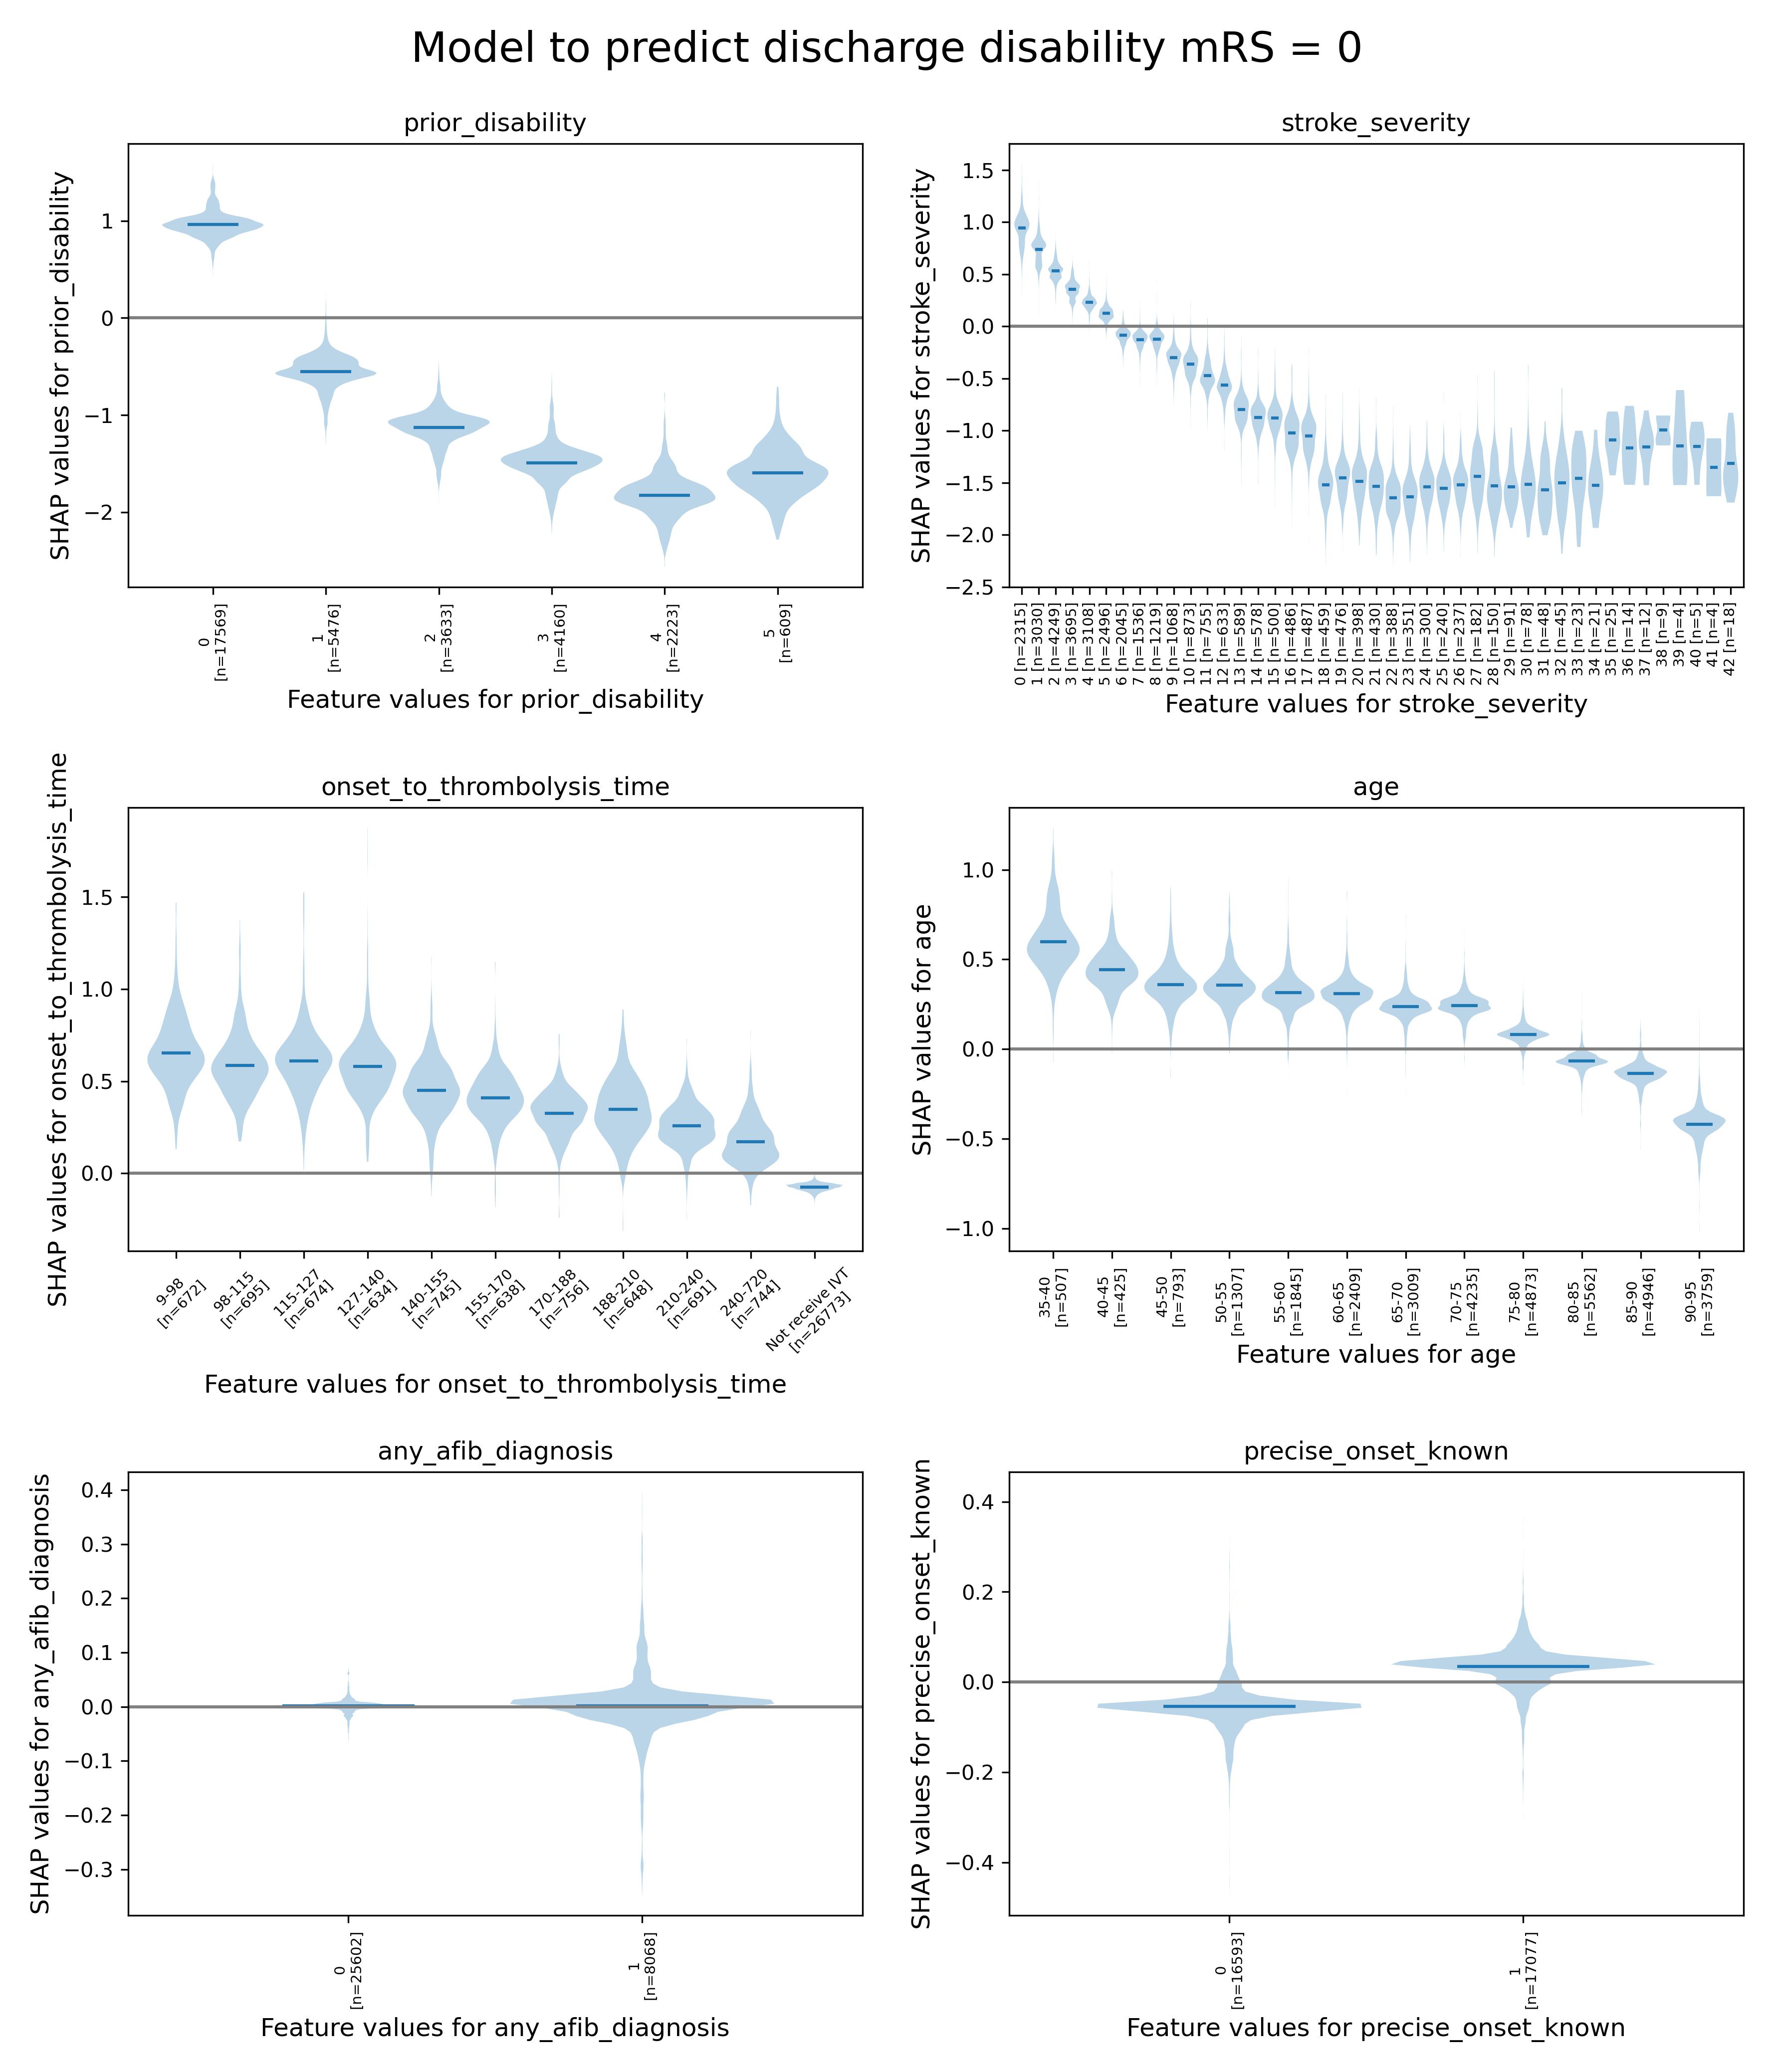 Model to predict discharge disability mRS = 0
prior_disability
SHAP values for prior_disability
1
0
−1
−2
0
[n=17569]
1
[n=5476]
2
[n=3633]
3
[n=4160]
4
[n=2223]
5
[n=609]
Feature values for prior_disability
stroke_severity
SHAP values for stroke_severity
1.5
1.0
0.5
0.0
−0.5
−1.0
−1.5
−2.0
−2.5
0 [n=2315]
1 [n=3030]
2 [n=4249]
3 [n=3695]
4 [n=3108]
5 [n=2496]
6 [n=2045]
7 [n=1536]
8 [n=1219]
9 [n=1068]
10 [n=873]
11 [n=755]
12 [n=633]
13 [n=589]
14 [n=578]
15 [n=500]
16 [n=486]
17 [n=487]
18 [n=459]
19 [n=476]
20 [n=398]
21 [n=430]
22 [n=388]
23 [n=351]
24 [n=300]
25 [n=240]
26 [n=237]
27 [n=182]
28 [n=150]
29 [n=91]
30 [n=78]
31 [n=48]
32 [n=45]
33 [n=23]
34 [n=21]
35 [n=25]
36 [n=14]
37 [n=12]
38 [n=9]
39 [n=4]
40 [n=5]
41 [n=4]
42 [n=18]
Feature values for stroke_severity
onset_to_thrombolysis_time
SHAP values for onset_to_thrombolysis_time
1.5
1.0
0.5
0.0
9-98
[n=672]
98-115
[n=695]
115-127
[n=674]
127-140
[n=634]
140-155
[n=745]
155-170
[n=638]
170-188
[n=756]
188-210
[n=648]
210-240
[n=691]
240-720
[n=744]
Not receive IVT
[n=26773]
Feature values for onset_to_thrombolysis_time
age
SHAP values for age
1.0
0.5
0.0
−0.5
−1.0
35-40
[n=507]
40-45
[n=425]
45-50
[n=793]
50-55
[n=1307]
55-60
[n=1845]
60-65
[n=2409]
65-70
[n=3009]
70-75
[n=4235]
75-80
[n=4873]
80-85
[n=5562]
85-90
[n=4946]
90-95
[n=3759]
Feature values for age
any_afib_diagnosis
SHAP values for any_afib_diagnosis
0.4
0.3
0.2
0.1
0.0
−0.1
−0.2
−0.3
0
[n=25602]
1
[n=8068]
Feature values for any_afib_diagnosis
precise_onset_known
SHAP values for precise_onset_known
0.4
0.2
0.0
−0.2
−0.4
0
[n=16593]
1
[n=17077]
Feature values for precise_onset_known